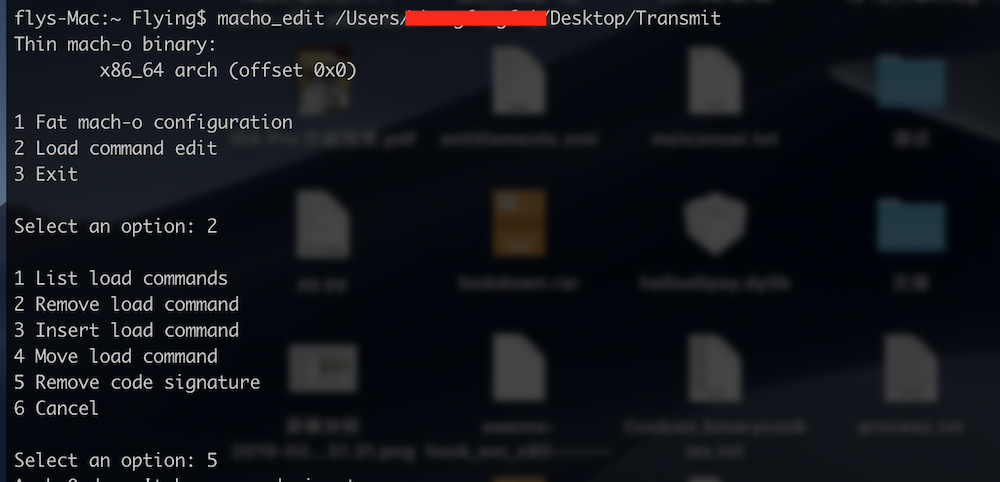 flys-Mac:~ Flying$ macho_edit /Users/ /Desktop/Transmit
Thin mach-o binary:
x86_64 arch (offset 0x0)
1 Fat mach-o configuration
2 Load command edit
3 Exit
Select an option: 2
1 List load commands
2 Remove load command
3 Insert load command
4 Move load command
5 Remove code signature
6 Cancel
Select an option: 5